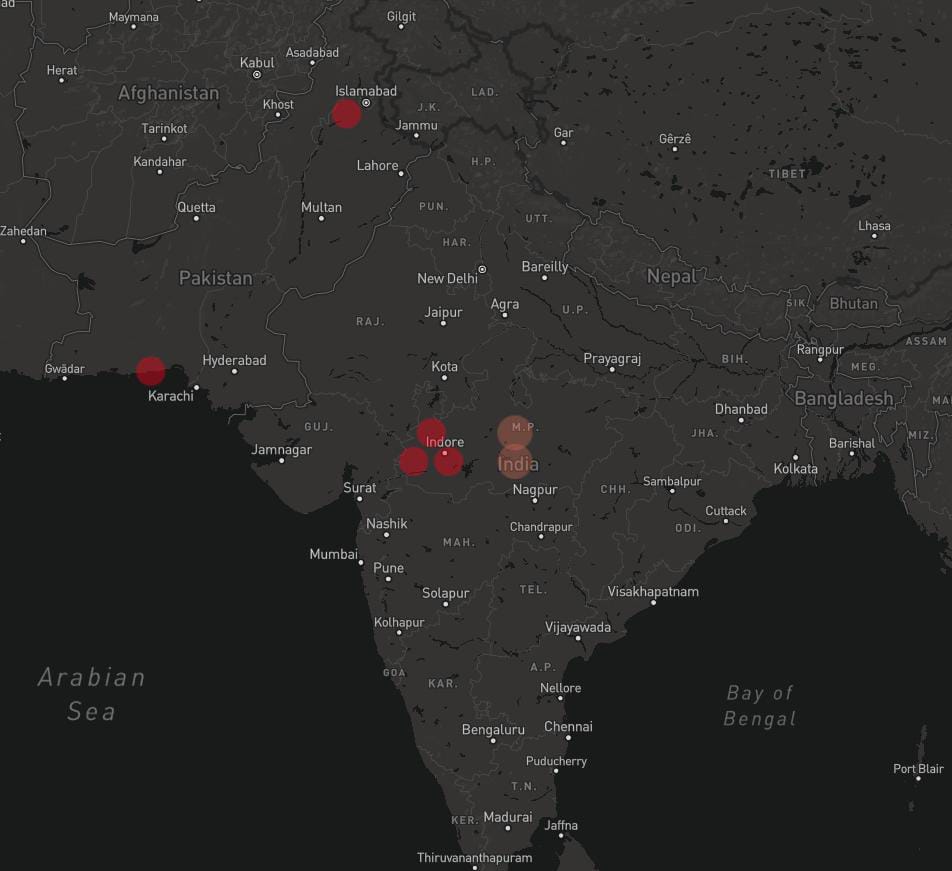 ad
Maymana
Gilgit
Asadabad
Kabul
Herat
Islamabad
Afghanistan
LAD.
Khost
J.K.
Tarinkot
Jammu
Gar
Gêrzê
Kandahar
Lahore
H.P.
TIBET
Quetta
Multan
PUN.
UTT.
Zahedan
Lhasa
HAR.
New Delhi
Bareilly
Pakistan
Nepal
SIK.
Bhutan
Agra
Jaipur
U.P.
RAJ.
ASSAM
Rangpur
Hyderabad
Prayagraj
BIH.
MEG.
Gwādar
Kota
Karachi
Bangladesh
MA
Dhanbad
GUJ.
M.P.
JHA.
MIZ.
Indore
Barishal
Jamnagar
India
Kolkata
Surat
Nagpur
CHH.
Sambalpur
Cuttack
Nashik
Chandrapur
ODI.
MAH.
Mumbai
Pune
Solapur
TEL.
Visakhapatnam
Kolhapur
Vijayawada
GOA
A.P.
KAR.
Arabian
Sea
Nellore
Bay of
Bengal
Bengaluru
Chennai
Puducherry
Port Blair
T.N.
KER.
Madurai
Jaffna
Thiruvananthapuram